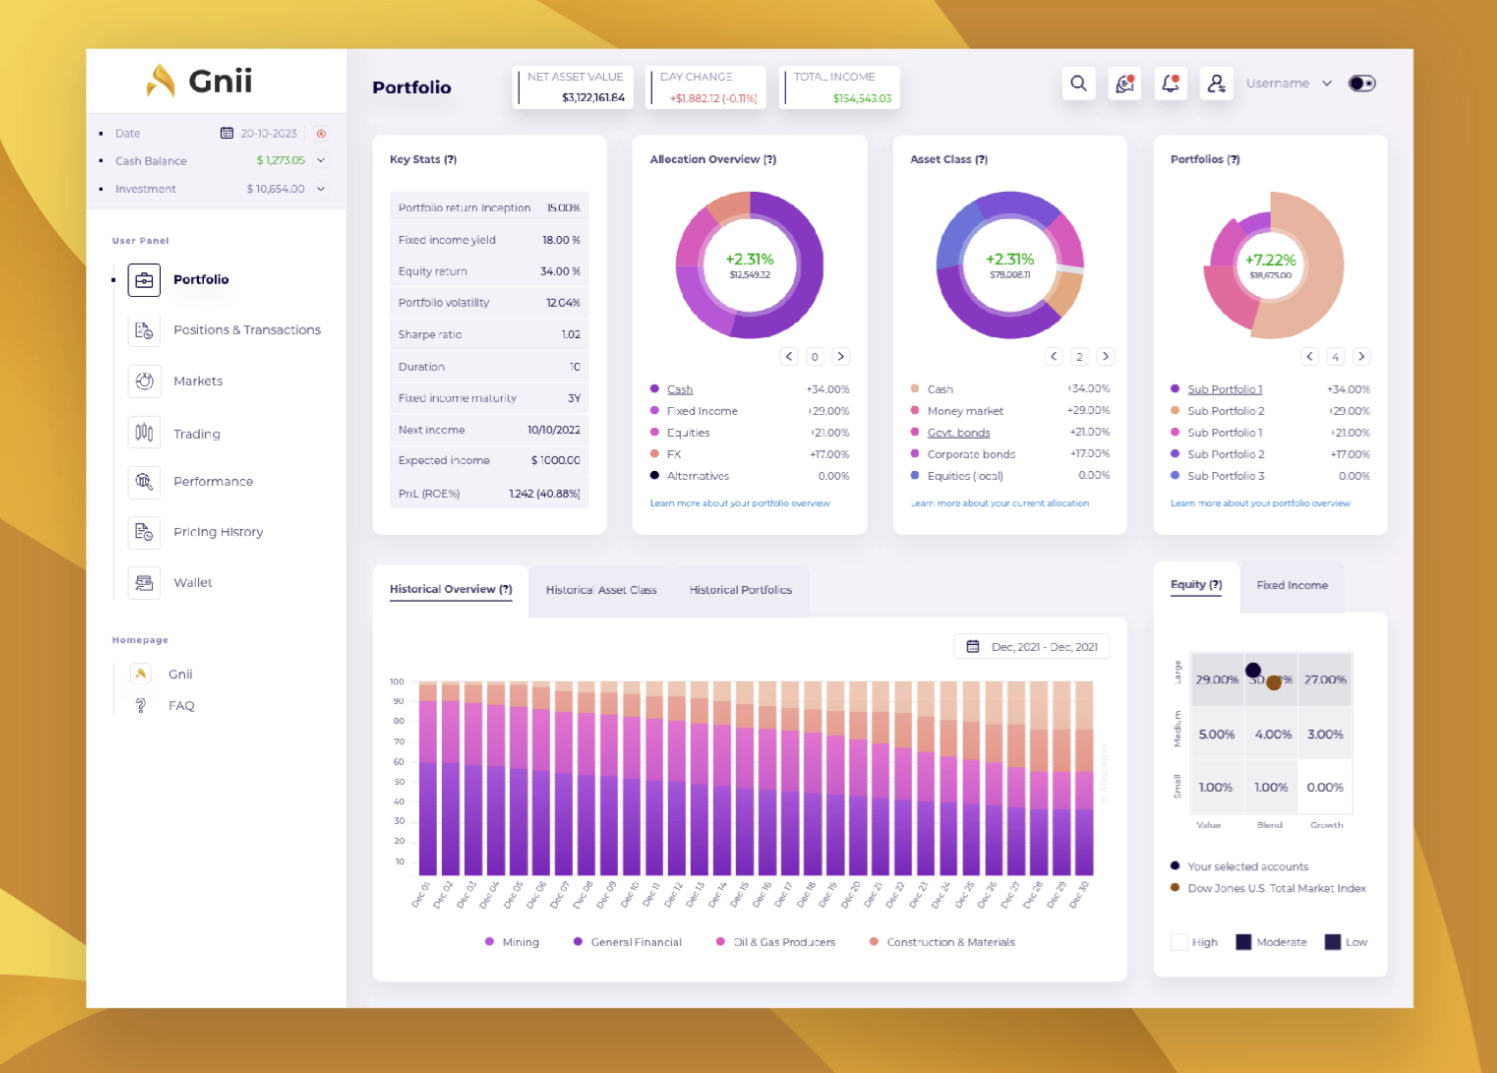 Gnii
Date 20-10-2023
Cash Balance $ 1,273.05
Investment $ 10,654.00
User Panel
Portfolio
Positions & Transactions
Markets
Trading
Performance
Pricing History
Wallet
Homepage
Gnii
FAQ
Portfolio
NET ASSET VALUE
$3,122,161.84
DAY CHANGE
+$1.882.12 (-0.11%)
TOTAL INCOME
$154,543.03
Username
Key Stats (?)
Portfolio return Inception 15.00%
Fixed income yield 18.00 %
Equity return 34.00 %
Portfolio volatility 12.04%
Sharpe ratio 1.02
Duration 10
Fixed income maturity 3Y
Next income 10/10/2022
Expected income $ 1000.00
PnL (ROE%) 1.242 (40.88%)
Allocation Overview (?)
+2.31%
$12,549.32
0
Cash +34.00%
Fixed Income +29.00%
Equities +21.00%
FX +17.00%
Alternatives 0.00%
Learn more about your portfolio overview
Asset Class (?)
+2.31%
$78,098.11
2
Cash +34.00%
Money market +29.00%
Govt. bonds +21.00%
Corporate bonds +17.00%
Equities (local) 0.00%
Learn more about your current allocation
Portfolios (?)
+7.22%
$18,675.00
4
Sub Portfolio 1 +34.00%
Sub Portfolio 2 +29.00%
Sub Portfolio 1 +21.00%
Sub Portfolio 2 +17.00%
Sub Portfolio 3 0.00%
Learn more about your portfolio overview
Historical Overview (?)
Historical Asset Class
Historical Portfolios
Dec, 2021 - Dec, 2021
100
90
80
70
60
50
40
30
20
10
% Allocation
Dec 01 Dec 02 Dec 03 Dec 04 Dec 05 Dec 06 Dec 07 Dec 08 Dec 09 Dec 10 Dec 11 Dec 12 Dec 13 Dec 14 Dec 15 Dec 16 Dec 17 Dec 18 Dec 19 Dec 20 Dec 21 Dec 22 Dec 23 Dec 24 Dec 25 Dec 26 Dec 27 Dec 28 Dec 29 Dec 30
Mining General Financial Oil & Gas Producers Construction & Materials
Equity (?)
Fixed Income
Large 29.00% 27.00%
Medium 5.00% 4.00% 3.00%
Small 1.00% 1.00% 0.00%
Value Blend Growth
Your selected accounts
Dow Jones U.S. Total Market Index
High Moderate Low